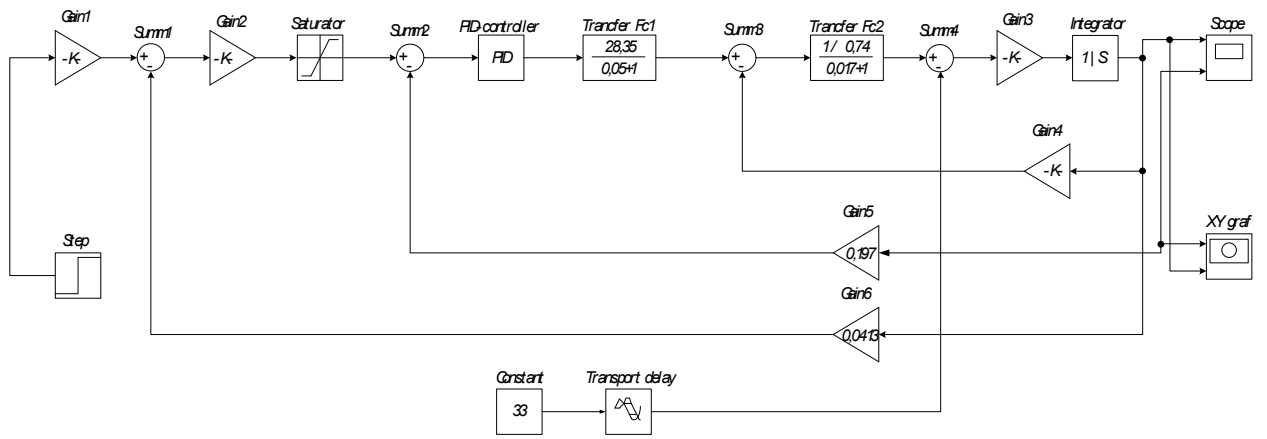 Gain1
Summ1
Gain2
Saturator
Summ2
PID-controller
Trancfer Fc1
Summ3
Trancfer Fc2
Summ4
Gain3
Integrator
Scope
-K-
+
-
-K-
+
-
PID
28,35
0,05+1
+
-
1/ 0,74
0,017+1
+
-
-K-
1| S
Gain4
-K-
Step
Gain5
0,197
XY graf
Gain6
0,0413
Constant
33
Transport delay